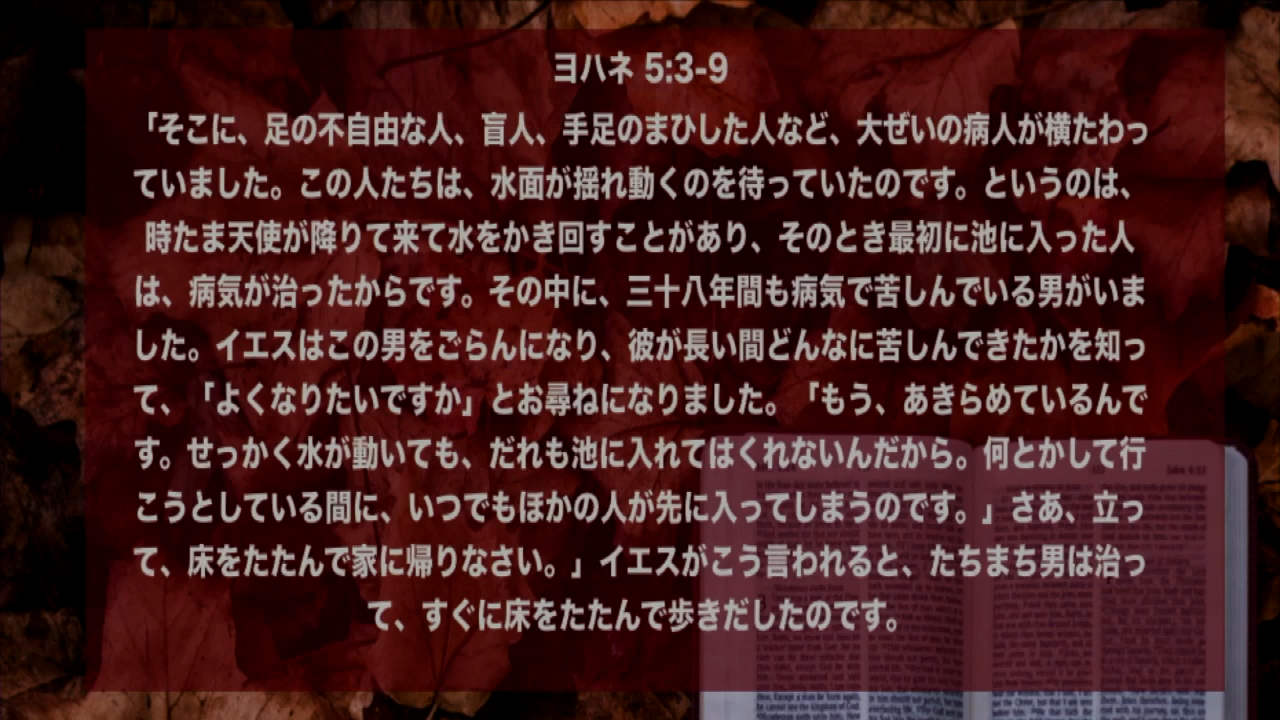 ヨハネ 5:3-9
「そこに、足の不自由な人、盲人、手足のまひした人など、大ぜいの病人が横たわっ
ていました。この人たちは、水面が揺れ動くのを待っていたのです。というのは、
時たま天使が降りて来て水をかき回すことがあり、そのとき最初に池に入った人
は、病気が治ったからです。その中に、三十八年間も病気で苦しんでいる男がいま
した。イエスはこの男をごらんになり、彼が長い間どんなに苦しんできたかを知っ
て、「よくなりたいですか」とお尋ねになりました。「もう、あきらめているんで
す。せっかく水が動いても、だれも池に入れてはくれないんだから。何とかして行
こうとしている間に、いつでもほかの人が先に入ってしまうのです。」さあ、立っ
て、床をたたんで家に帰りなさい。」イエスがこう言われると、たちまち男は治っ
て、すぐに床をたたんで歩きだしたのです。